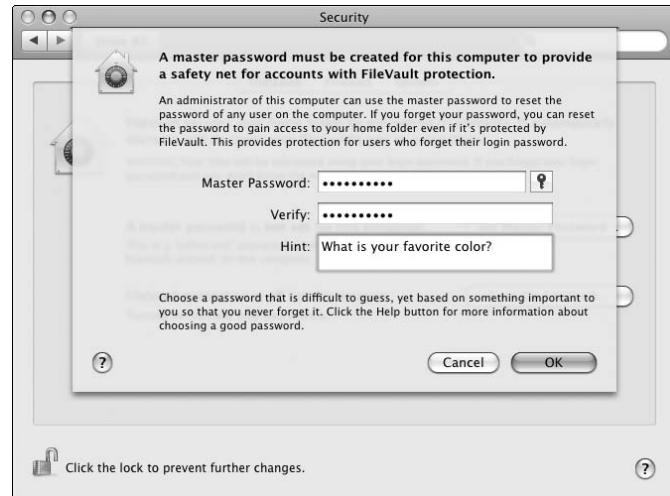 Security
A master password must be created for this computer to provide
a safety net for accounts with FileVault protection.
An administrator of this computer can use the master password to reset the
password of any user on the computer. If you forget your password, you can reset
the password to gain access to your home folder even if it's protected by
FileVault. This provides protection for users who forget their login password.
Master Password: ••••••••••
Verify: ••••••••••
Hint: What is your favorite color?
Choose a password that is difficult to guess, yet based on something important to
you so that you never forget it. Click the Help button for more information about
choosing a good password.
? Cancel OK
Click the lock to prevent further changes. ?